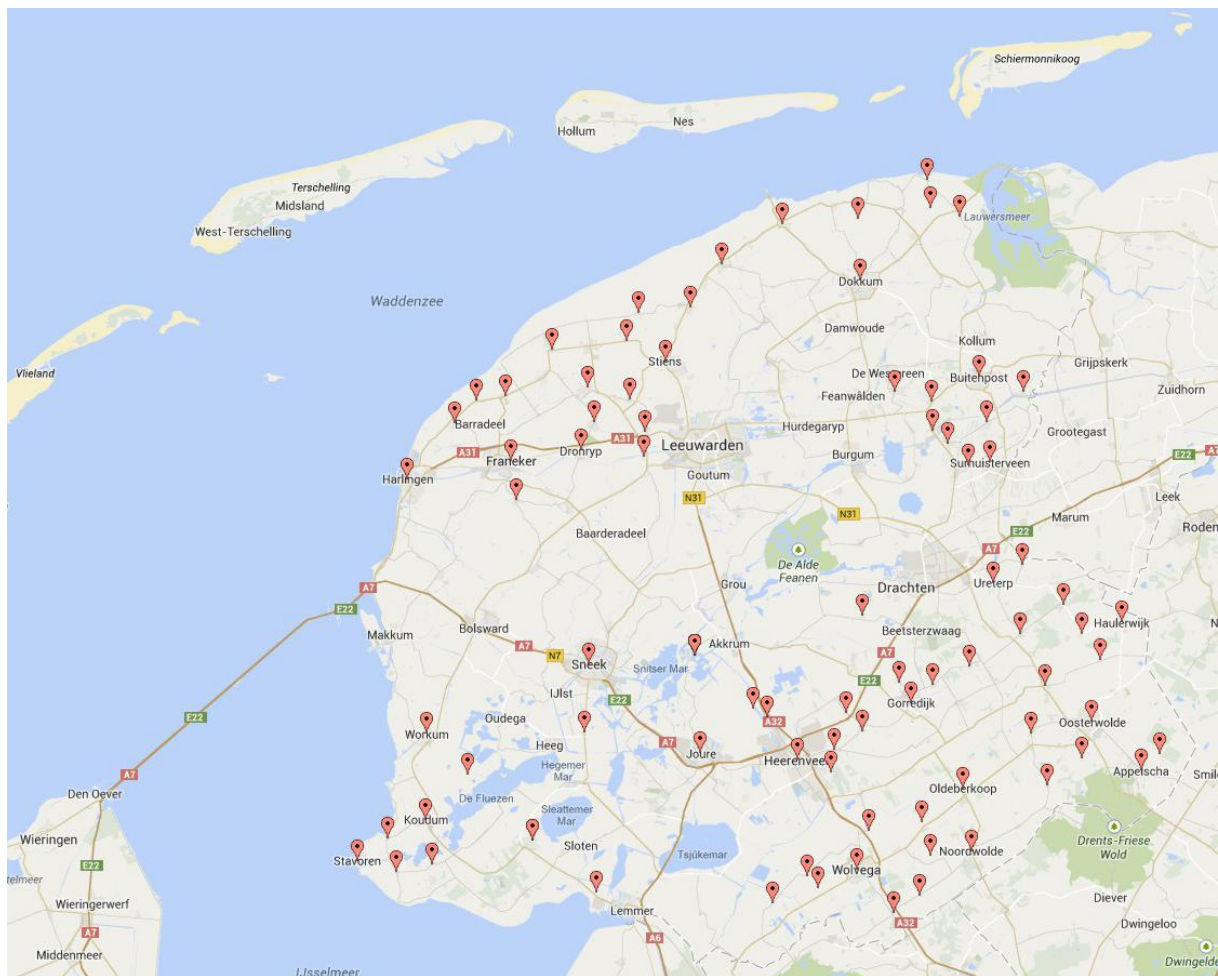 Schiermonnikoog
Hollum
Nes
Terschelling
Midsland
West-Terschelling
Lauwersmeer
Dokkum
Waddenzee
Damwoude
Kollum
Grijpskerk
Stiens
Vlieland
Buitenpost
Zuidhorn
Feanwâlden
Barradeel
Hurdegaryp
Grootegast
A31
Leeuwarden
A7
A31
Franeker
Dronryp
Burgum
Surhuisterveen
E22
Harlingen
Goutum
Leek
N31
N31
Marum
Roden
E22
Baarderadeel
A7
De Alde
Feanen
Ureterp
A7
Grou
Drachten
E22
Makkum
Bolsward
Beetsterzwaag
Haulerwijk
A7
Akkrum
A7
N7
Sneek
Snitser Mar
E22
IJlst
E22
Gorredijk
E22
Oudega
A32
Oosterwolde
Workum
Heeg
A7
Joure
Heerenveen
Hegemer
Mar
Appelscha
A7
Smil
Den Oever
Oldeberkoop
De Fluezen
Sleattemer
Mar
Koudum
Wieringen
Sloten
Noordwolde
Drents-Friese
Wold
Stavoren
Tsjûkemar
E22
Wolvega
telmeer
Diever
Wieringerwerf
Lemmer
A32
Dwingeloo
A7
A6
Middenmeer
IJsselmeer
Dwingeld